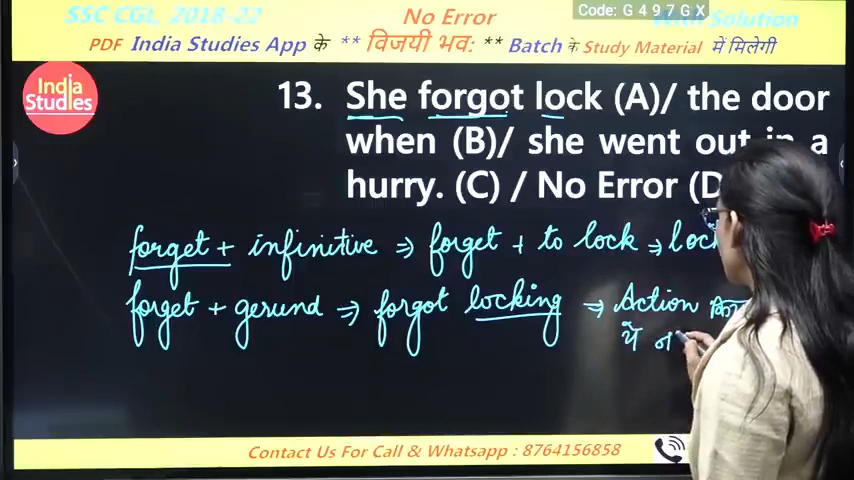 SSC CGL, 2018-22
No Error
Code: G 4 9 7 G X
With Solution
PDF India Studies App के ** विजयी भव: ** Batch के Study Material में मिलेगी
India
Studies
13. She forgot lock (A)/ the door
when (B)/ she went out in a
hurry. (C) / No Error (D
forget + infinitive ⇒ forget + to lock ⇒ lock
forget + gerund ⇒ forgot locking ⇒ Action
ये न
Contact Us For Call & Whatsapp : 8764156858